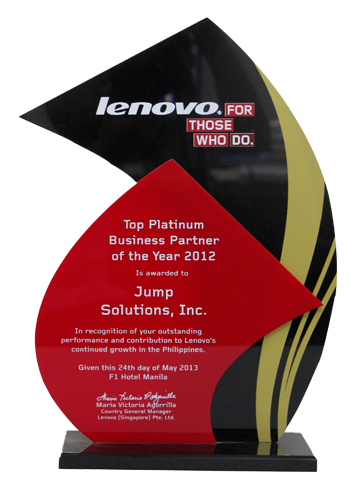 lenovo. FOR
THOSE
WHO DO.
Top Platinum
Business Partner
of the Year 2012
Is awarded to
Jump
Solutions, Inc.
In recognition of your outstanding
performance and contribution to Lenovo's
continued growth in the Philippines.
Given this 24th day of May 2013
F1 Hotel Manila
Maria Victoria Agorrilla
Country General Manager
Lenovo (Singapore) Pte. Ltd.